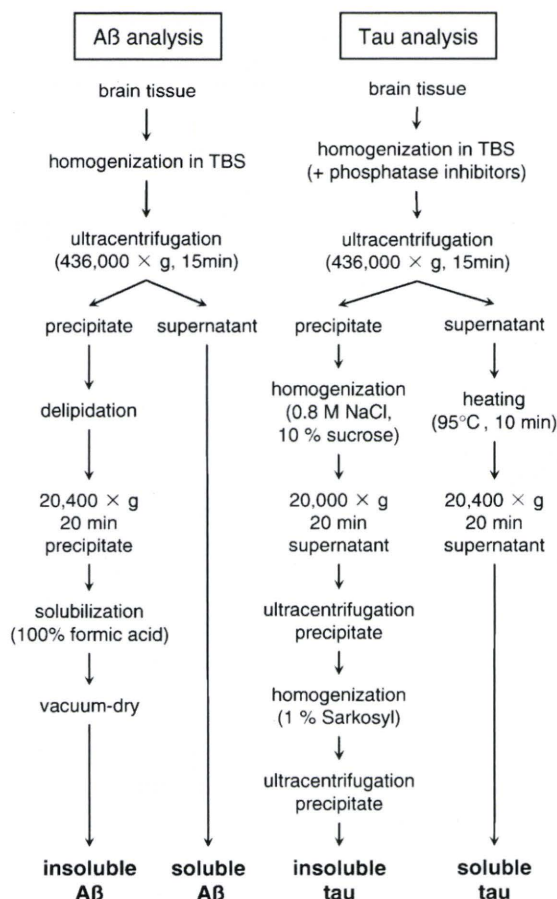 Aß analysis
brain tissue
homogenization in TBS
ultracentrifugation
(436,000 × g, 15min)
precipitate
delipidation
20,400 × g
20 min
precipitate
solubilization
(100% formic acid)
vacuum-dry
insoluble
Aß
supernatant
soluble
Aß
Tau analysis
brain tissue
homogenization in TBS
(+ phosphatase inhibitors)
ultracentrifugation
(436,000 × g, 15min)
precipitate
homogenization
(0.8 M NaCl,
10 % sucrose)
20,000 × g
20 min
supernatant
ultracentrifugation
precipitate
homogenization
(1 % Sarkosyl)
ultracentrifugation
precipitate
insoluble
tau
supernatant
heating
(95°C, 10 min)
20,400 × g
20 min
supernatant
soluble
tau